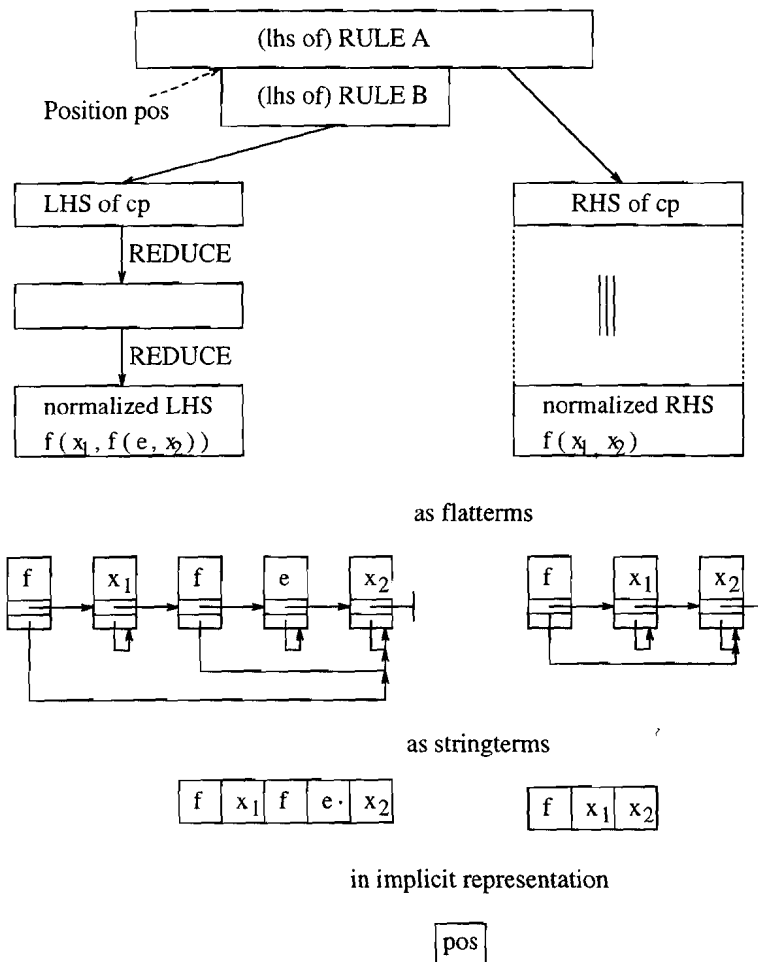 (lhs of) RULE A
Position pos
(lhs of) RULE B
LHS of cp
RHS of cp
REDUCE
REDUCE
normalized LHS
f(x₁, f(e, x₂))
normalized RHS
f(x₁, x₂)
as flatterms
f x₁ f e x₂
f x₁ x₂
as stringterms
f x₁ f e· x₂
f x₁ x₂
in implicit representation
pos